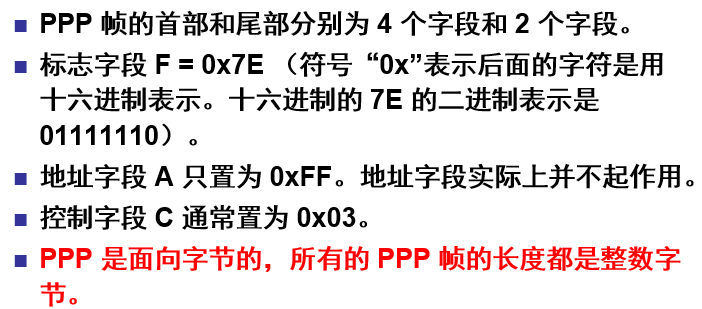 PPP 帧的首部和尾部分别为 4 个字段和 2 个字段。
标志字段 F = 0x7E （符号“0x”表示后面的字符是用
十六进制表示。十六进制的 7E 的二进制表示是
01111110）。
地址字段 A 只置为 0xFF。地址字段实际上并不起作用。
控制字段 C 通常置为 0x03。
PPP 是面向字节的，所有的 PPP 帧的长度都是整数字
节。